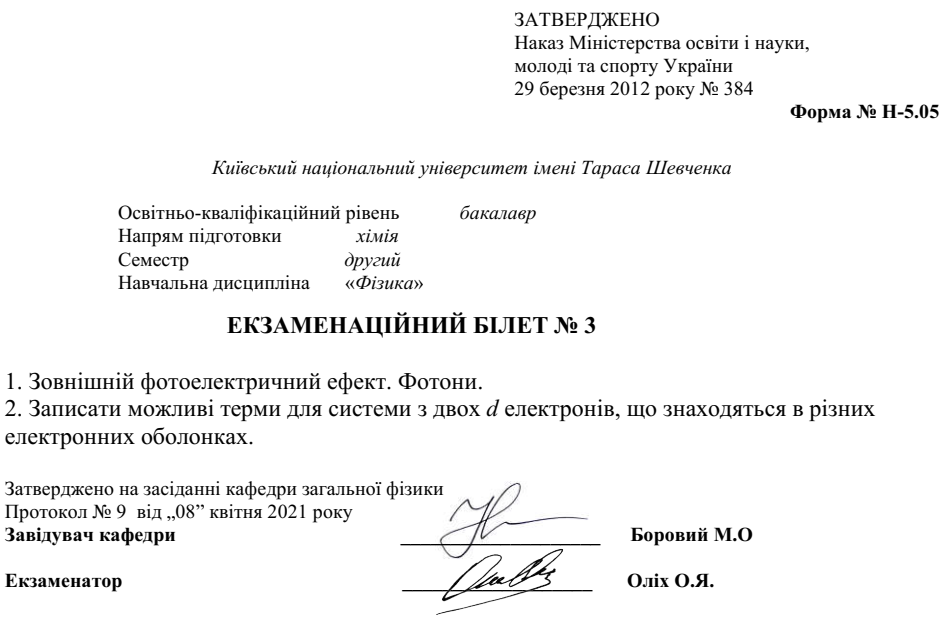 ЗАТВЕРДЖЕНО
Наказ Міністерства освіти і науки,
молоді та спорту України
29 березня 2012 року № 384
Форма № Н-5.05
Київський національний університет імені Тараса Шевченка
Освітньо-кваліфікаційний рівень бакалавр
Напрям підготовки хімія
Семестр другий
Навчальна дисципліна «Фізика»
ЕКЗАМЕНАЦІЙНИЙ БІЛЕТ № 3
1. Зовнішній фотоелектричний ефект. Фотони.
2. Записати можливі терми для системи з двох d електронів, що знаходяться в різних
електронних оболонках.
Затверджено на засіданні кафедри загальної фізики
Протокол № 9 від „08” квітня 2021 року
Завідувач кафедри ____________________ Боровий М.О
Екзаменатор ____________________ Оліх О.Я.